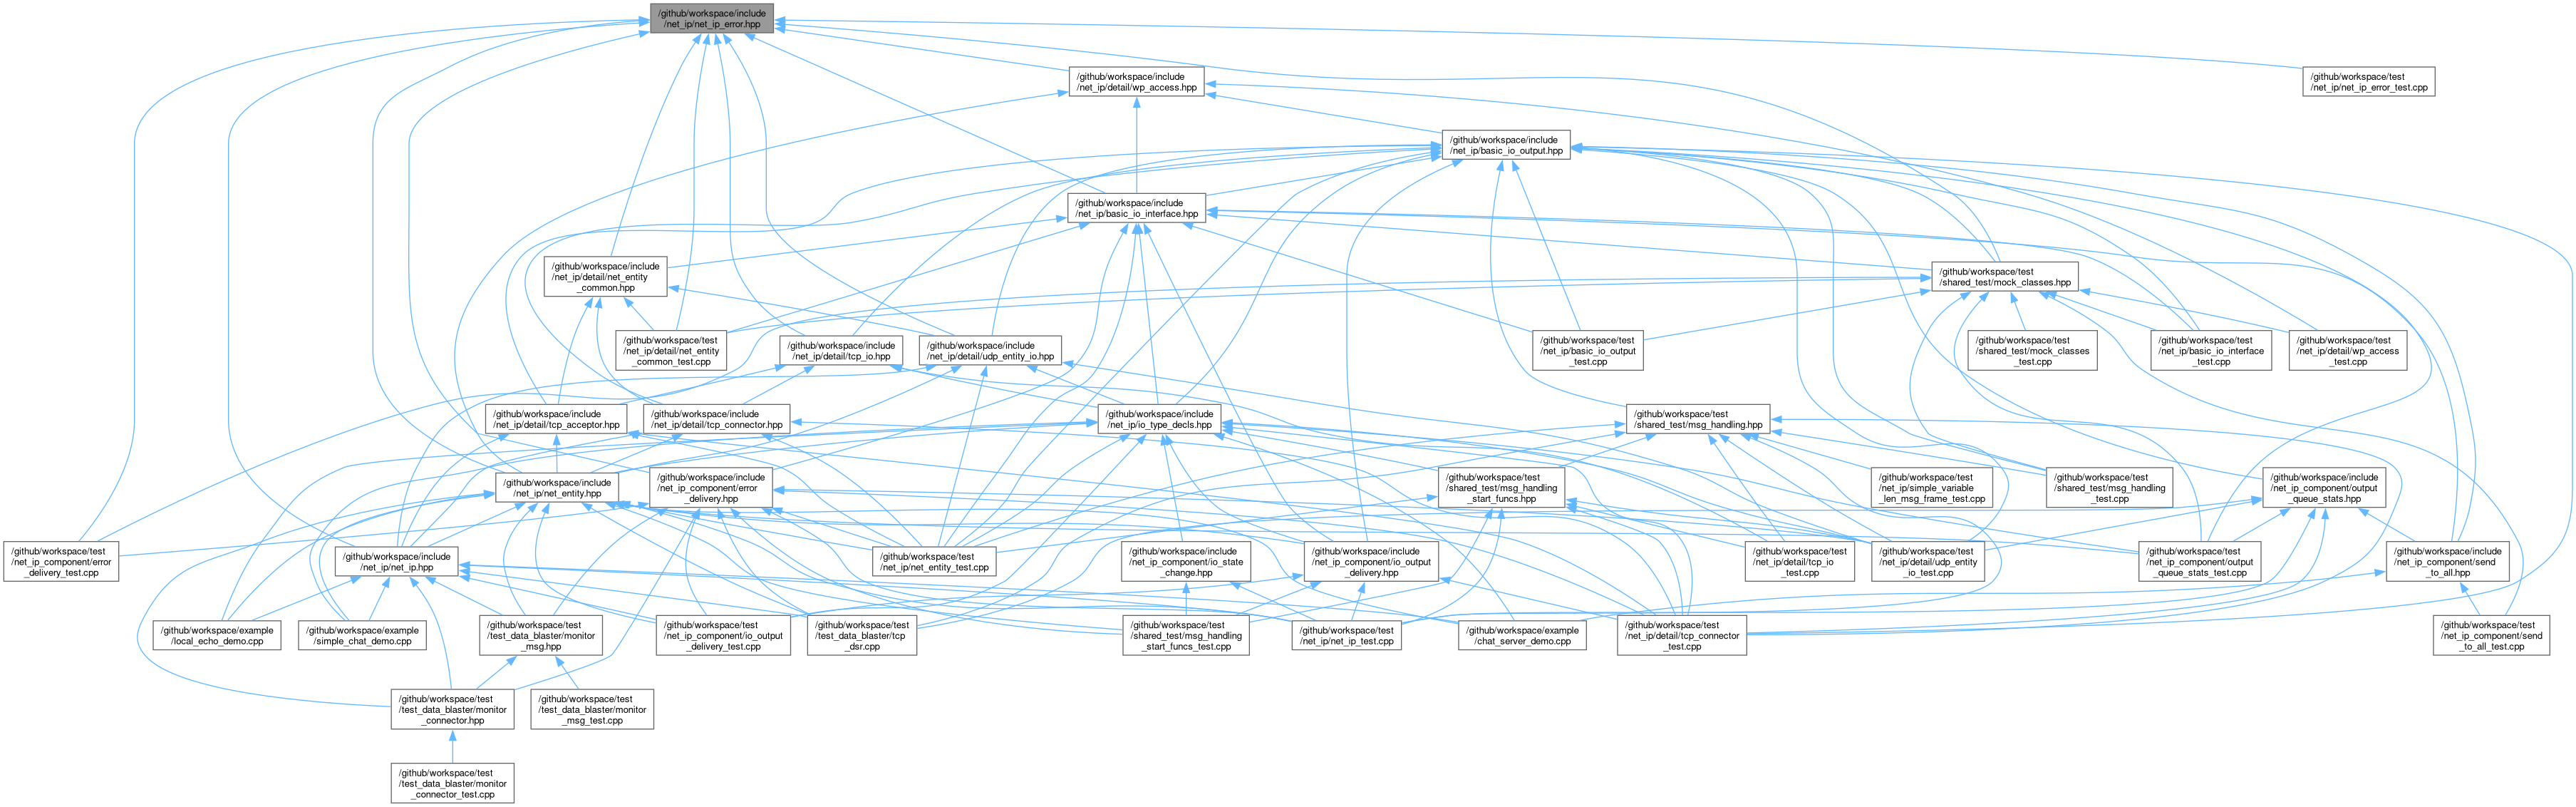 /github/workspace/include
/net_ip/net_ip_error.hpp
/github/workspace/include
/net_ip/detail/wp_access.hpp
/github/workspace/test
/net_ip/net_ip_error_test.cpp
/github/workspace/include
/net_ip/basic_io_output.hpp
/github/workspace/include
/net_ip/basic_io_interface.hpp
/github/workspace/include
/net_ip/detail/net_entity
_common.hpp
/github/workspace/test
/shared_test/mock_classes.hpp
/github/workspace/test
/net_ip/detail/net_entity
_common_test.cpp
/github/workspace/include
/net_ip/detail/tcp_io.hpp
/github/workspace/include
/net_ip/detail/udp_entity_io.hpp
/github/workspace/test
/net_ip/basic_io_output
_test.cpp
/github/workspace/test
/shared_test/mock_classes
_test.cpp
/github/workspace/test
/net_ip/basic_io_interface
_test.cpp
/github/workspace/test
/net_ip/detail/wp_access
_test.cpp
/github/workspace/include
/net_ip/detail/tcp_acceptor.hpp
/github/workspace/include
/net_ip/detail/tcp_connector.hpp
/github/workspace/include
/net_ip/io_type_decls.hpp
/github/workspace/test
/shared_test/msg_handling.hpp
/github/workspace/include
/net_ip/net_entity.hpp
/github/workspace/include
/net_ip_component/error
_delivery.hpp
/github/workspace/test
/shared_test/msg_handling
_start_funcs.hpp
/github/workspace/test
/net_ip/simple_variable
_len_msg_frame_test.cpp
/github/workspace/test
/shared_test/msg_handling
_test.cpp
/github/workspace/include
/net_ip_component/output
_queue_stats.hpp
/github/workspace/test
/net_ip_component/error
_delivery_test.cpp
/github/workspace/include
/net_ip/net_ip.hpp
/github/workspace/test
/net_ip/net_entity_test.cpp
/github/workspace/include
/net_ip_component/io_state
_change.hpp
/github/workspace/include
/net_ip_component/io_output
_delivery.hpp
/github/workspace/test
/net_ip/detail/tcp_io
_test.cpp
/github/workspace/test
/net_ip/detail/udp_entity
_io_test.cpp
/github/workspace/test
/net_ip_component/output
_queue_stats_test.cpp
/github/workspace/include
/net_ip_component/send
_to_all.hpp
/github/workspace/example
/local_echo_demo.cpp
/github/workspace/example
/simple_chat_demo.cpp
/github/workspace/test
/test_data_blaster/monitor
_msg.hpp
/github/workspace/test
/net_ip_component/io_output
_delivery_test.cpp
/github/workspace/test
/test_data_blaster/tcp
_dsr.cpp
/github/workspace/test
/shared_test/msg_handling
_start_funcs_test.cpp
/github/workspace/test
/net_ip/net_ip_test.cpp
/github/workspace/example
/chat_server_demo.cpp
/github/workspace/test
/net_ip/detail/tcp_connector
_test.cpp
/github/workspace/test
/net_ip_component/send
_to_all_test.cpp
/github/workspace/test
/test_data_blaster/monitor
_connector.hpp
/github/workspace/test
/test_data_blaster/monitor
_msg_test.cpp
/github/workspace/test
/test_data_blaster/monitor
_connector_test.cpp